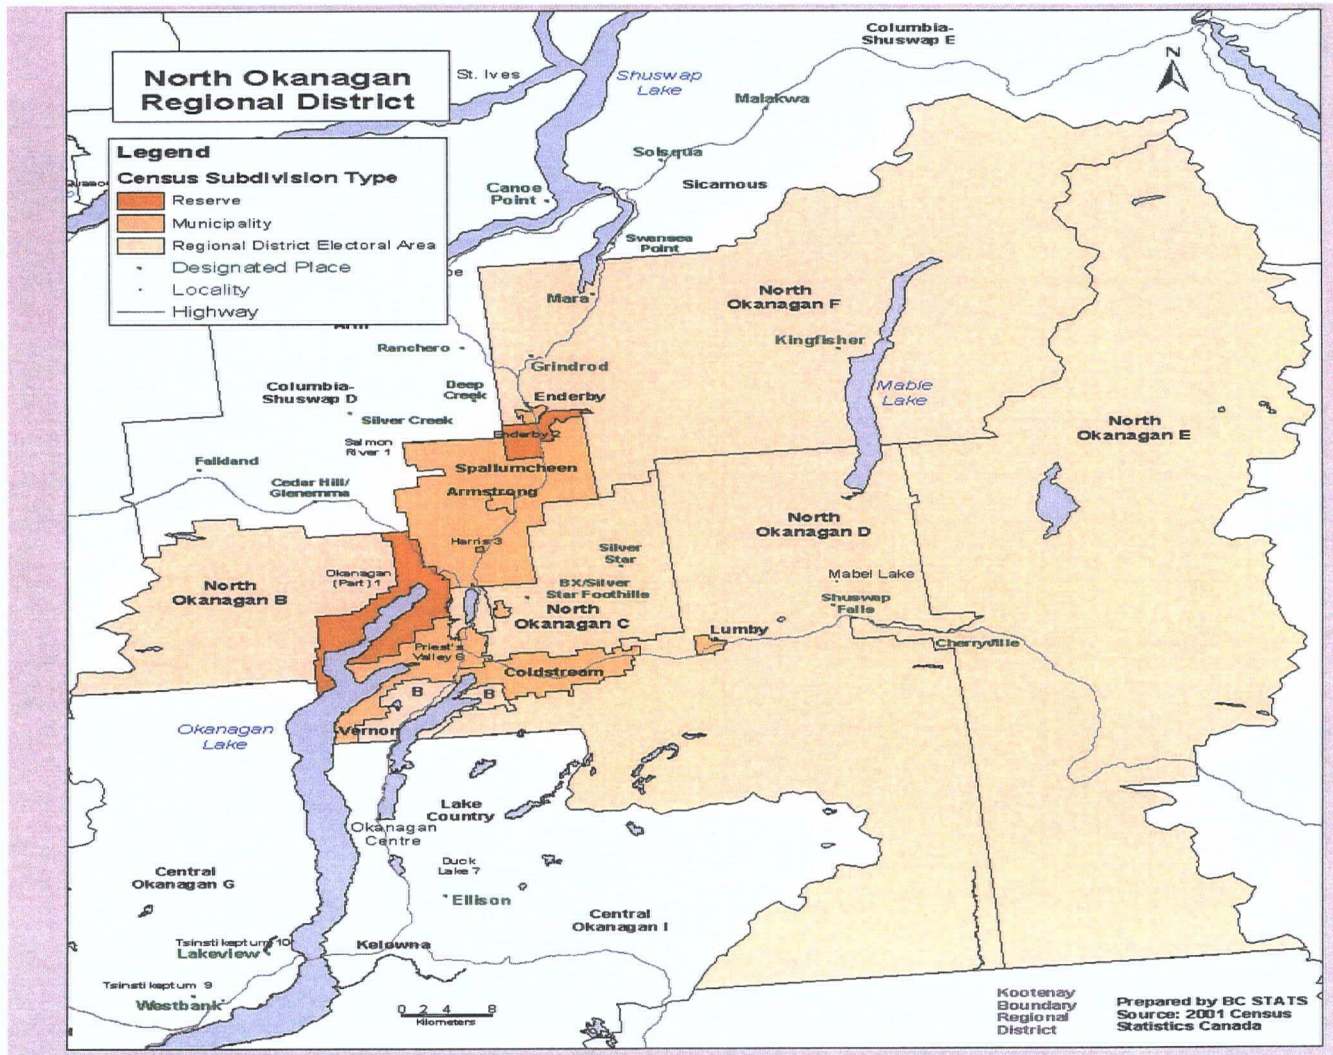 North Okanagan
Regional District
Legend
Census Subdivision Type
Reserve
Municipality
Regional District Electoral Area
Designated Place
Locality
Highway
Columbia-
Shuswap E
N
St. Ives
Shuswap
Lake
Malakwa
Solsqua
Sicamous
Canoe
Point
Swansea
Point
Mara
North
Okanagan F
Kingfisher
Mable
Lake
Ranchero
Grindrod
Deep
Creek
Enderby
Columbia-
Shuswap D
Silver Creek
Enderby 2
Salmon
River 1
North
Okanagan E
Falkland
Spallumcheen
Cedar Hill/
Glenemma
Armstrong
North
Okanagan D
Harris 3
Silver
Star
Okanagan
(Part) 1
BX/Silver
Star Foothills
Mabel Lake
North
Okanagan B
Shuswap
Falls
North
Okanagan C
Lumby
Cherryville
Priest's
Valley 6
Coldstream
B
B
Vernon
Okanagan
Lake
Lake
Country
Okanagan
Centre
Duck
Lake 7
Central
Okanagan G
Ellison
Central
Okanagan I
Tsinstikeptum 10
Lakeview
Kelowna
Tsinstikeptum 9
Westbank
0 2 4 8
Kilometers
Kootenay
Boundary
Regional
District
Prepared by BC STATS
Source: 2001 Census
Statistics Canada